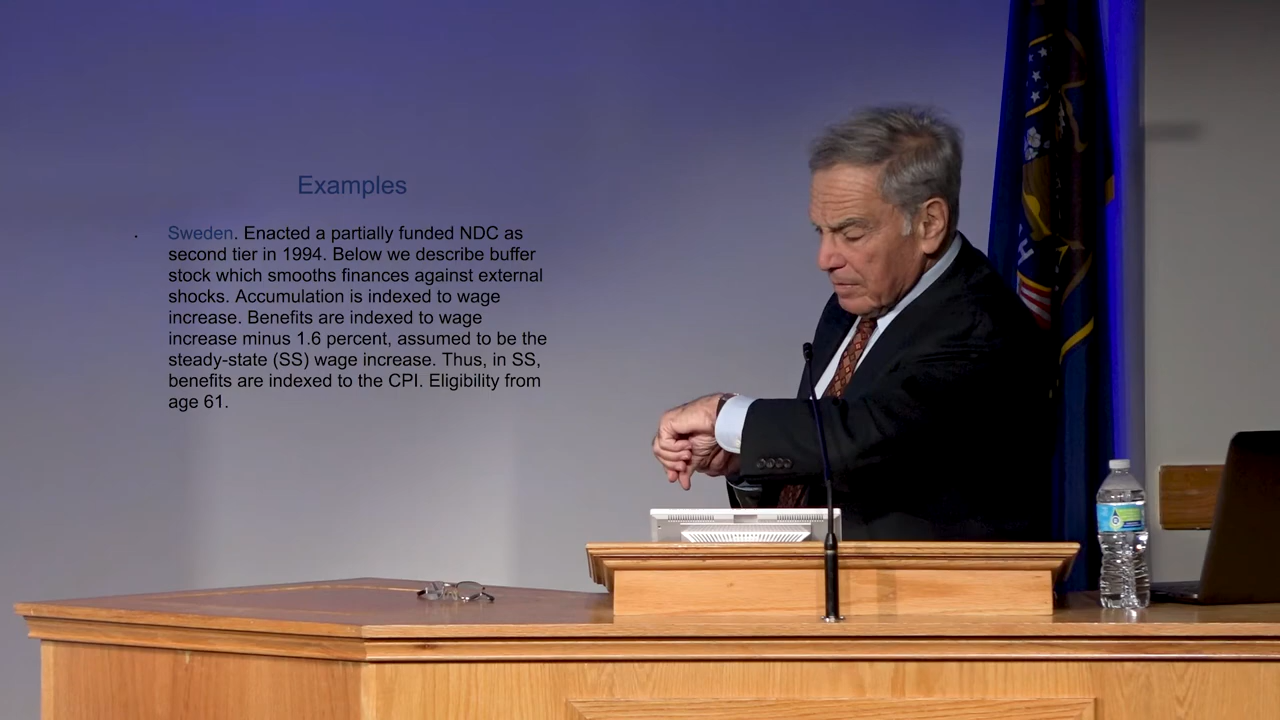 Examples
. Sweden. Enacted a partially funded NDC as
second tier in 1994. Below we describe buffer
stock which smooths finances against external
shocks. Accumulation is indexed to wage
increase. Benefits are indexed to wage
increase minus 1.6 percent, assumed to be the
steady-state (SS) wage increase. Thus, in SS,
benefits are indexed to the CPI. Eligibility from
age 61.